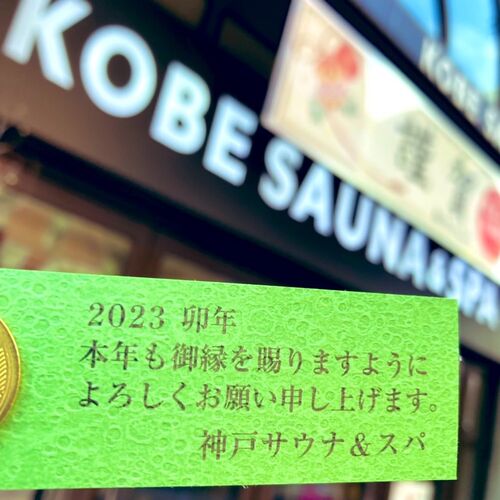 KOBE SAUNA & SPA
KOBE S
謹賀
2023 卯年
本年も御縁を賜りますように
よろしくお願い申し上げます。
神戸サウナ&スパ